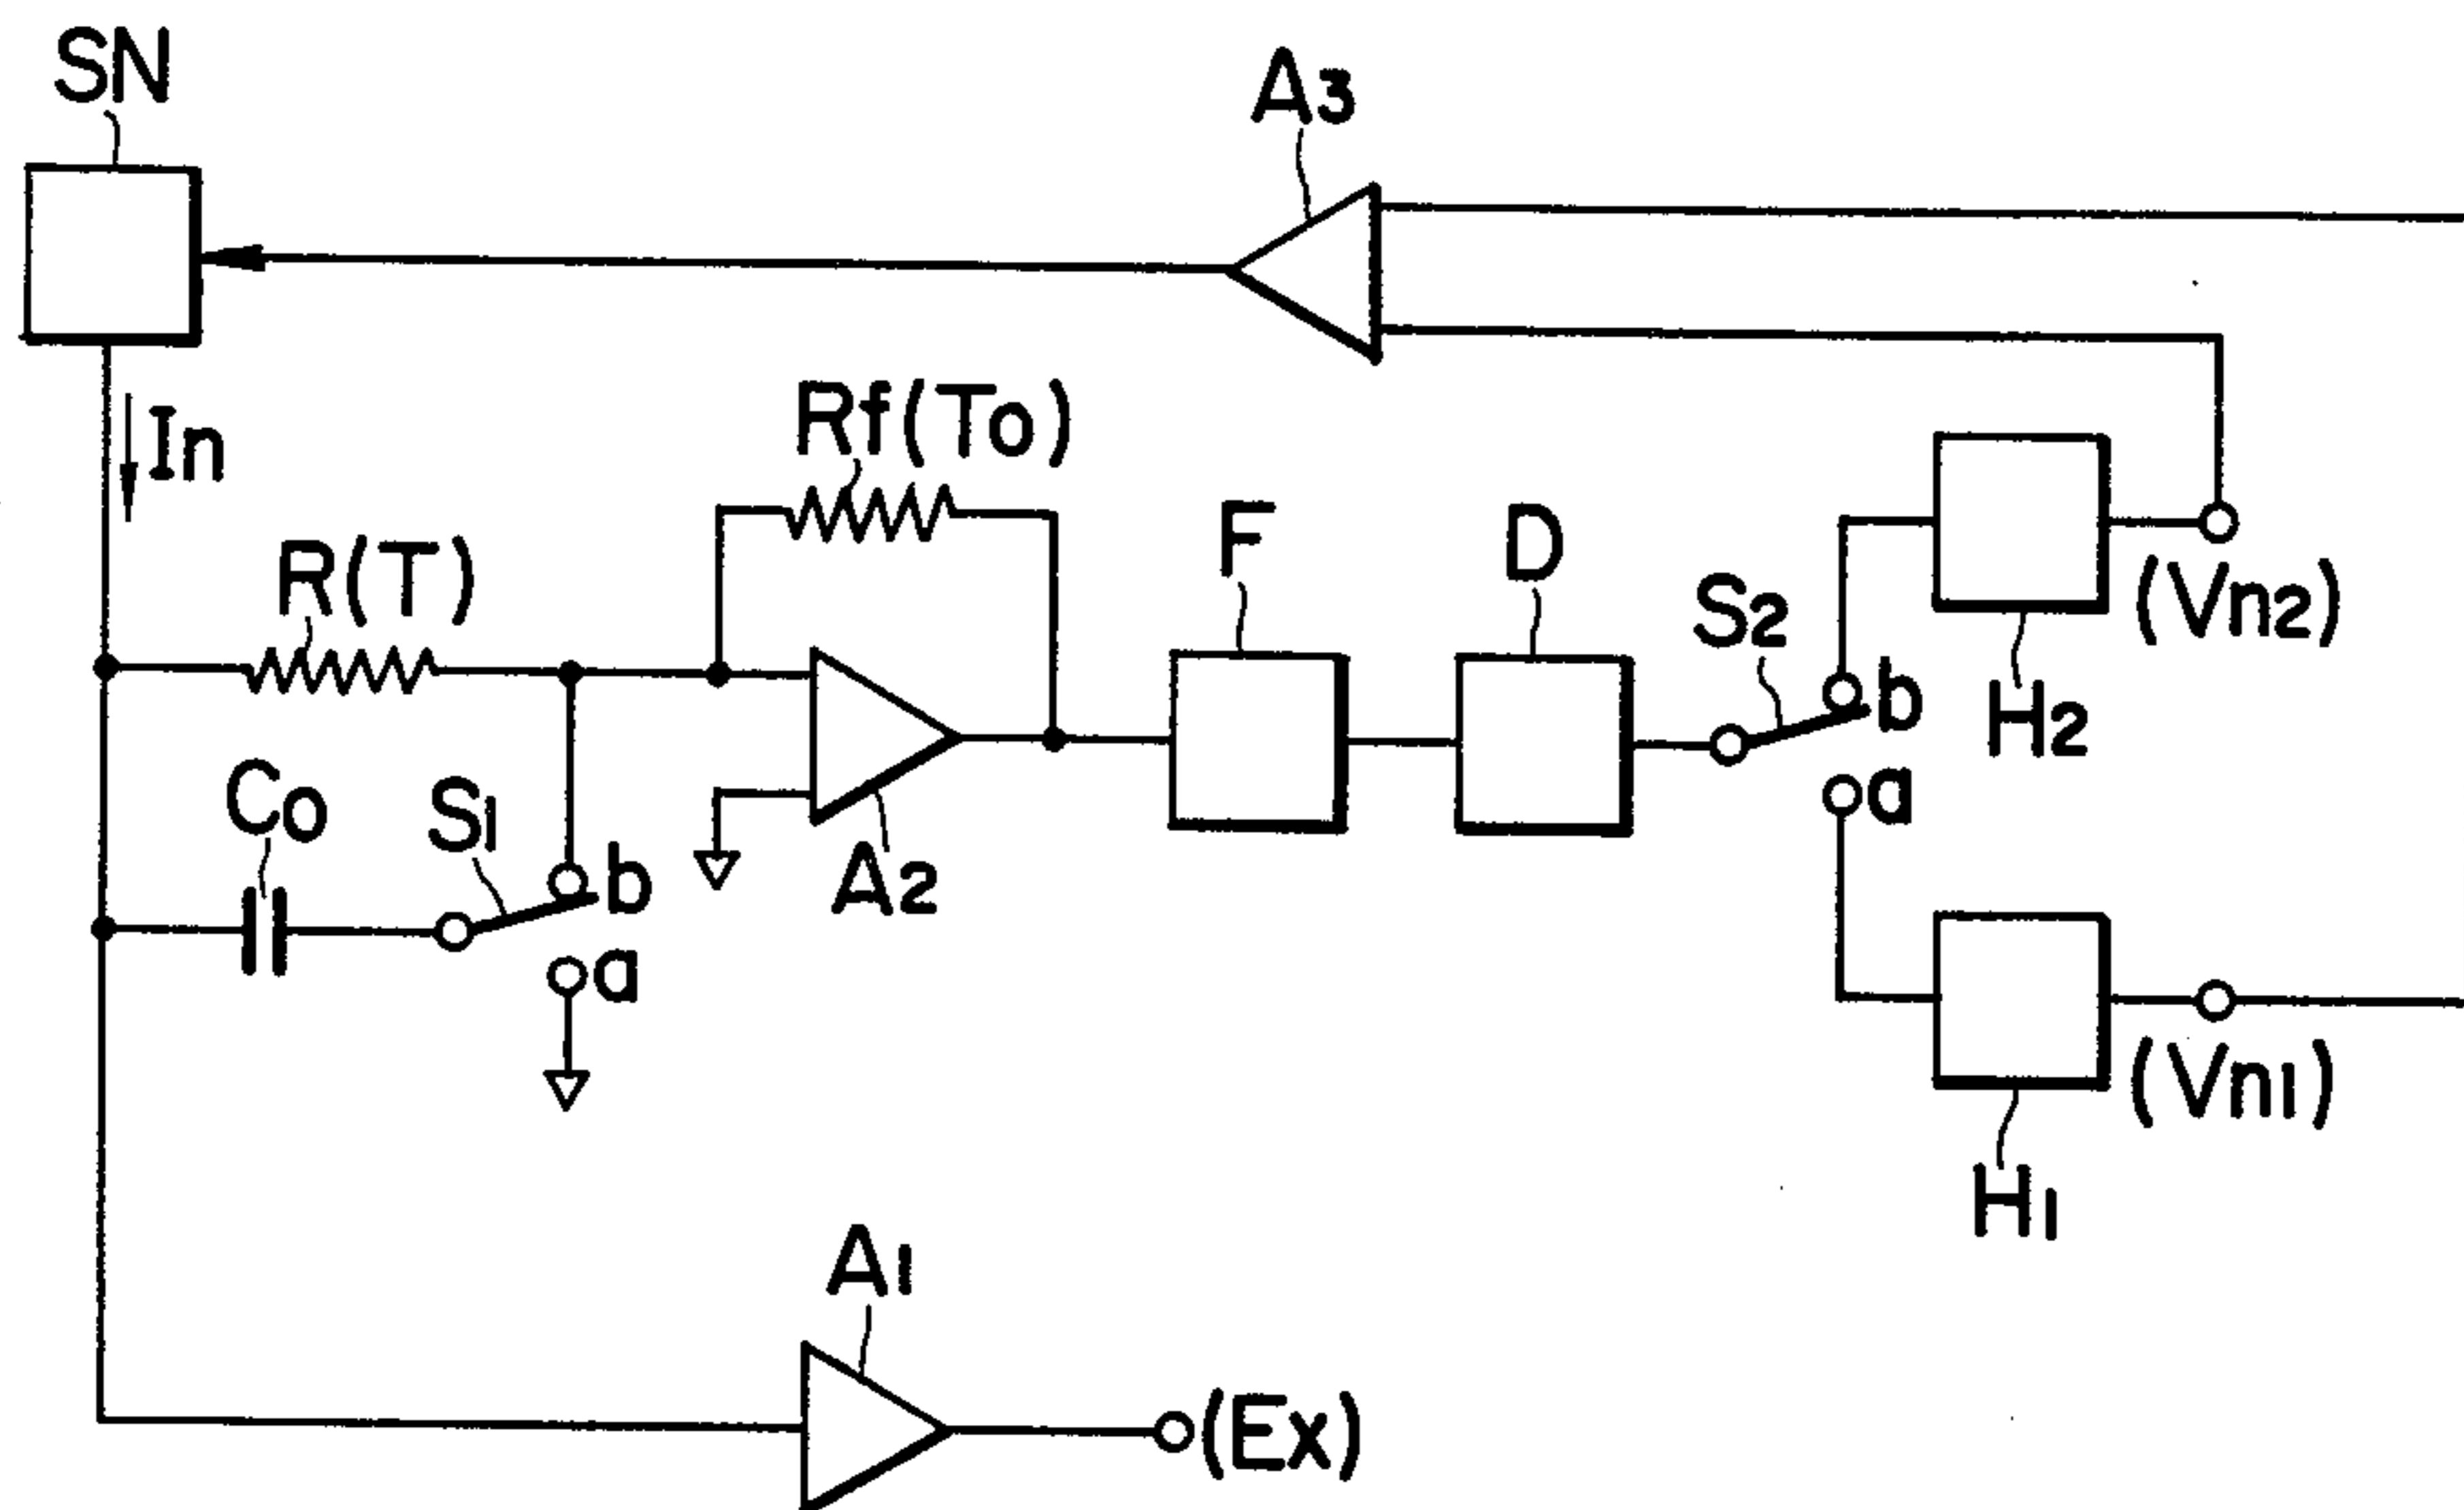 SN
A3
In
Rf(To)
R(T)
F
D
S2
b
(Vn2)
H2
Co
S1
b
a
A2
a
(Vn1)
H1
A1
(Ex)